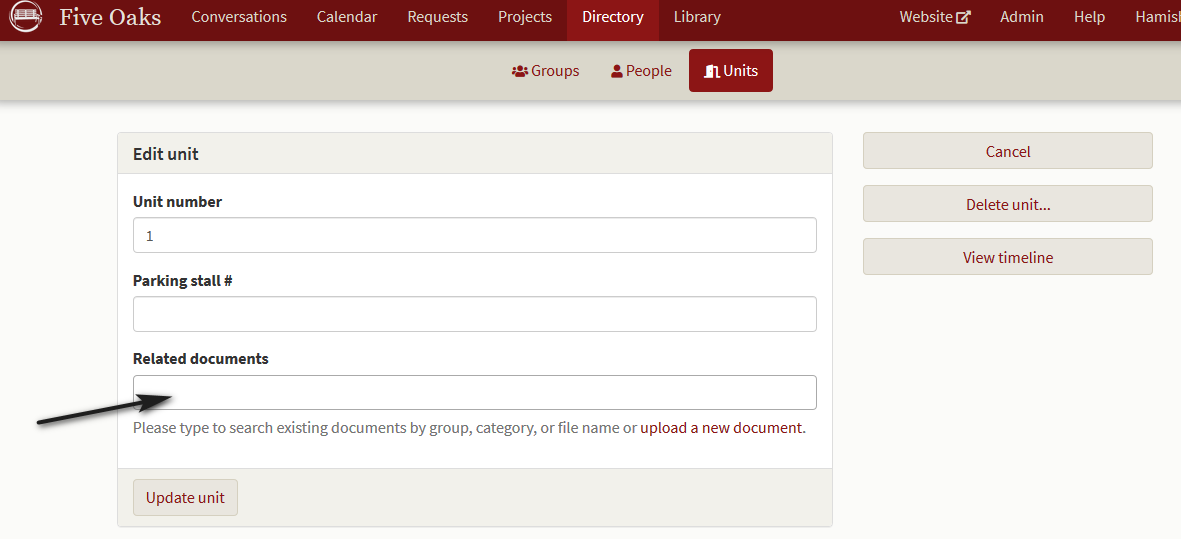 Five Oaks Conversations Calendar Requests Projects Directory Library Website Admin Help Hamish
Groups People Units
Edit unit
Unit number
1
Parking stall #
Related documents
Please type to search existing documents by group, category, or file name or upload a new document.
Update unit
Cancel
Delete unit...
View timeline